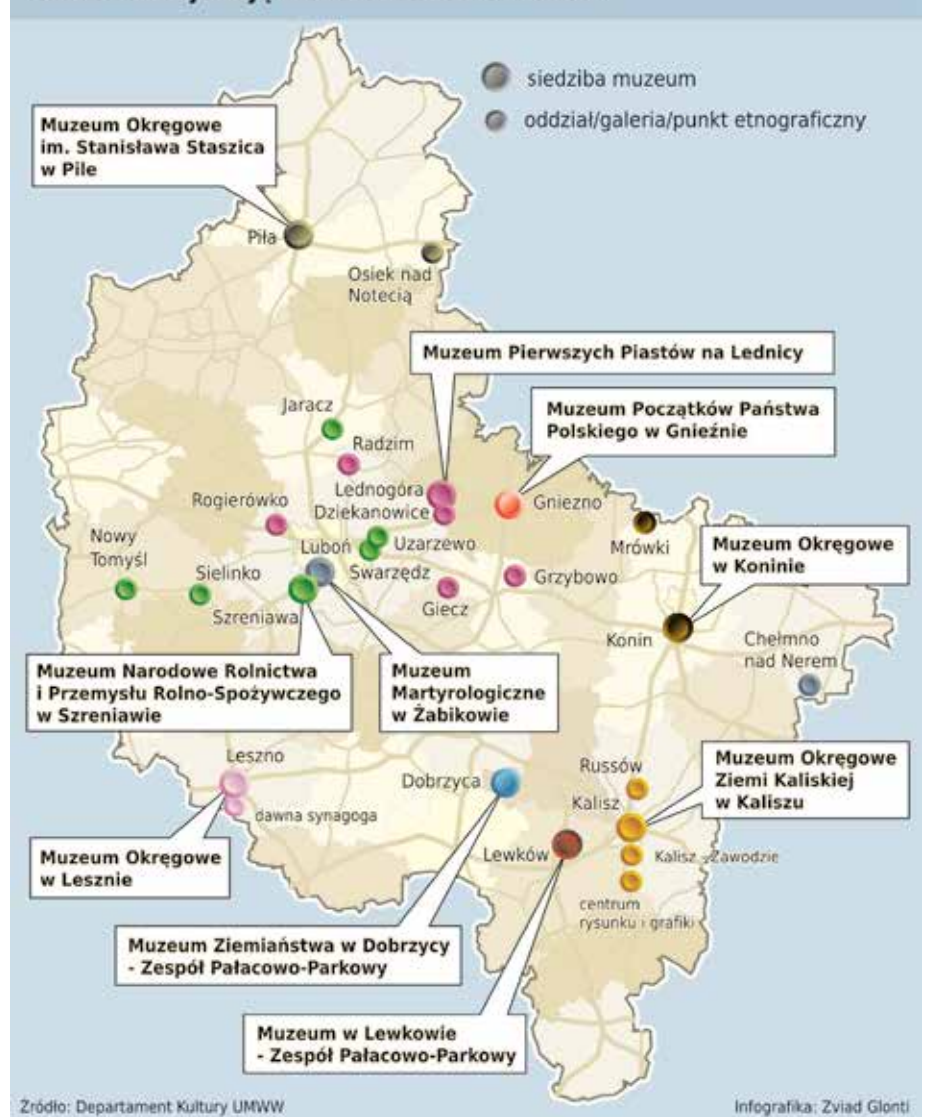 siedziba muzeum
oddział/galeria/punkt etnograficzny
Muzeum Okręgowe
im. Stanisława Staszica
w Pile
Piła
Osiek nad
Notecią
Muzeum Pierwszych Piastów na Lednicy
Muzeum Początków Państwa
Polskiego w Gnieźnie
Jaracz
Radzim
Lednogóra
Dziekanowice
Gniezno
Rogierówko
Mrówki
Nowy
Tomyśl
Luboń
Uzarzewo
Swarzędz
Sielinko
Szreniawa
Giecz
Grzybowo
Muzeum Okręgowe
w Koninie
Konin
Chełmno
nad Nerem
Muzeum Narodowe Rolnictwa
i Przemysłu Rolno-Spożywczego
w Szreniawie
Muzeum
Martyrologiczne
w Żabikowie
Leszno
dawna synagoga
Dobrzyca
Russów
Kalisz
Muzeum Okręgowe
Ziemi Kaliskiej
w Kaliszu
Lewków
Kalisz -Zawodzie
centrum
rysunku i grafiki
Muzeum Okręgowe
w Lesznie
Muzeum Ziemiaństwa w Dobrzycy
- Zespół Pałacowo-Parkowy
Muzeum w Lewkowie
- Zespół Pałacowo-Parkowy
Źródło: Departament Kultury UMWW
Infografika: Zviad Glonti